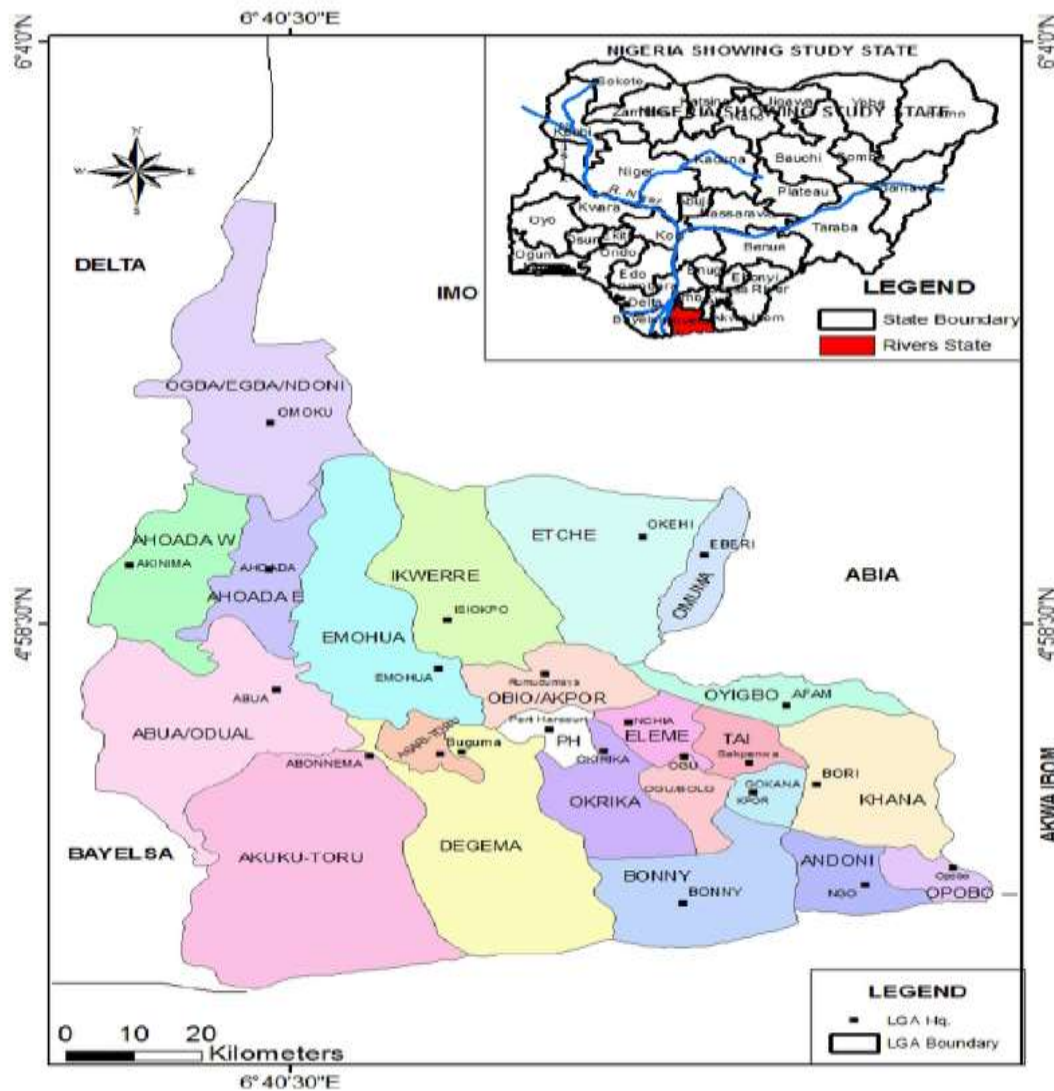 6°40'30"E
6°4'0"N
6°4'0"N
NIGERIA SHOWING STUDY STATE
NIGERIA SHOWING STUDY STATE
Sokoto
Katsina
Jigawa
Yobe
Kano
Kebbi
Kaduna
Bauchi
Gombe
Niger
R. Niger
Plateau
Adamawa
Abuja
Nassarawa
Kwara
Taraba
Oyo
Osun
Ekiti
Kogi
Benue
Ogun
Ondo
Edo
Enugu
Ebonyi
Delta
Cross River
Imo
Bayelsa
Akwa Ibom
LEGEND
State Boundary
Rivers State
N
W
E
S
DELTA
IMO
OGBA/EGBA/NDONI
OMOKU
AHOADA W
AKINIMA
AHOADA
AHOADA E
ETCHE
OKEHI
EBERI
OMUMA
ABIA
IKWERRE
ISIOKPO
4°58'30"N
4°58'30"N
EMOHUA
EMOHUA
OBIO/AKPOR
OYIGBO
AFAM
ABUA
ABUA/ODUAL
Port Harcourt
PH
NCHIA
ELEME
TAI
Sakpenwa
Buguma
ABONNEMA
OKIRIKA
OGU
OGU/BOLO
GOKANA
KPOR
BORI
KHANA
OKRIKA
AKWA IBOM
BAYELSA
AKUKU-TORU
DEGEMA
BONNY
BONNY
ANDONI
NGO
Opobo
OPOBO
LEGEND
LGA Hq.
LGA Boundary
0 10 20
Kilometers
6°40'30"E